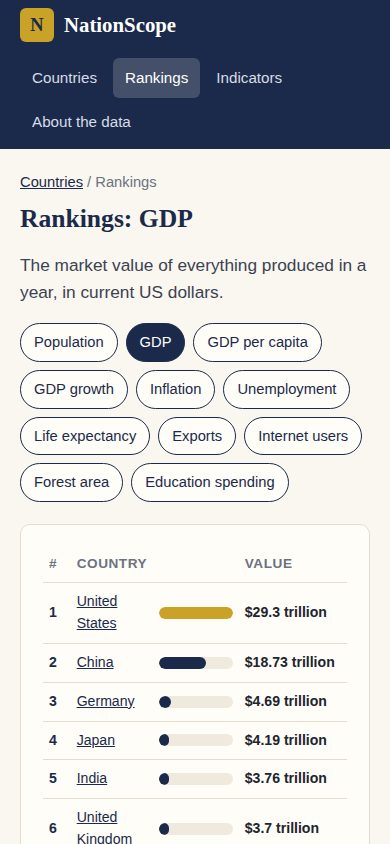 N NationScope
Countries Rankings Indicators
About the data
Countries / Rankings
Rankings: GDP
The market value of everything produced in a
year, in current US dollars.
Population GDP GDP per capita
GDP growth Inflation Unemployment
Life expectancy Exports Internet users
Forest area Education spending
# COUNTRY VALUE
1 United States $29.3 trillion
2 China $18.73 trillion
3 Germany $4.69 trillion
4 Japan $4.19 trillion
5 India $3.76 trillion
6 United Kingdom $3.7 trillion